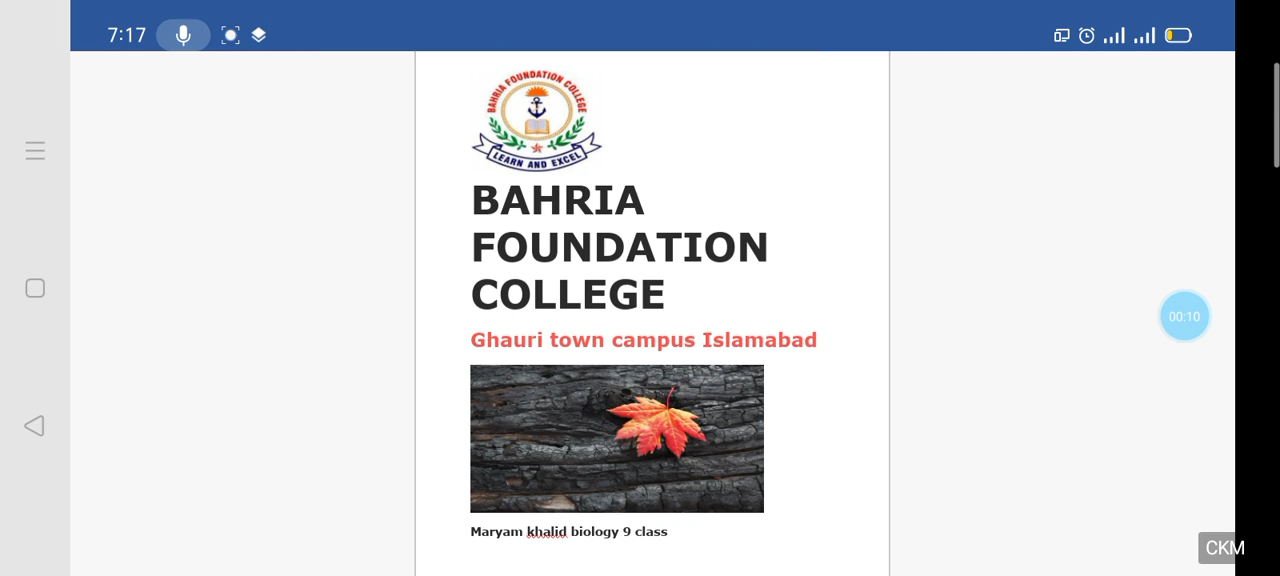 7:17
BAHRIA FOUNDATION COLLEGE
LEARN AND EXCEL
BAHRIA
FOUNDATION
COLLEGE
Ghauri town campus Islamabad
00:10
Maryam khalid biology 9 class
CKM